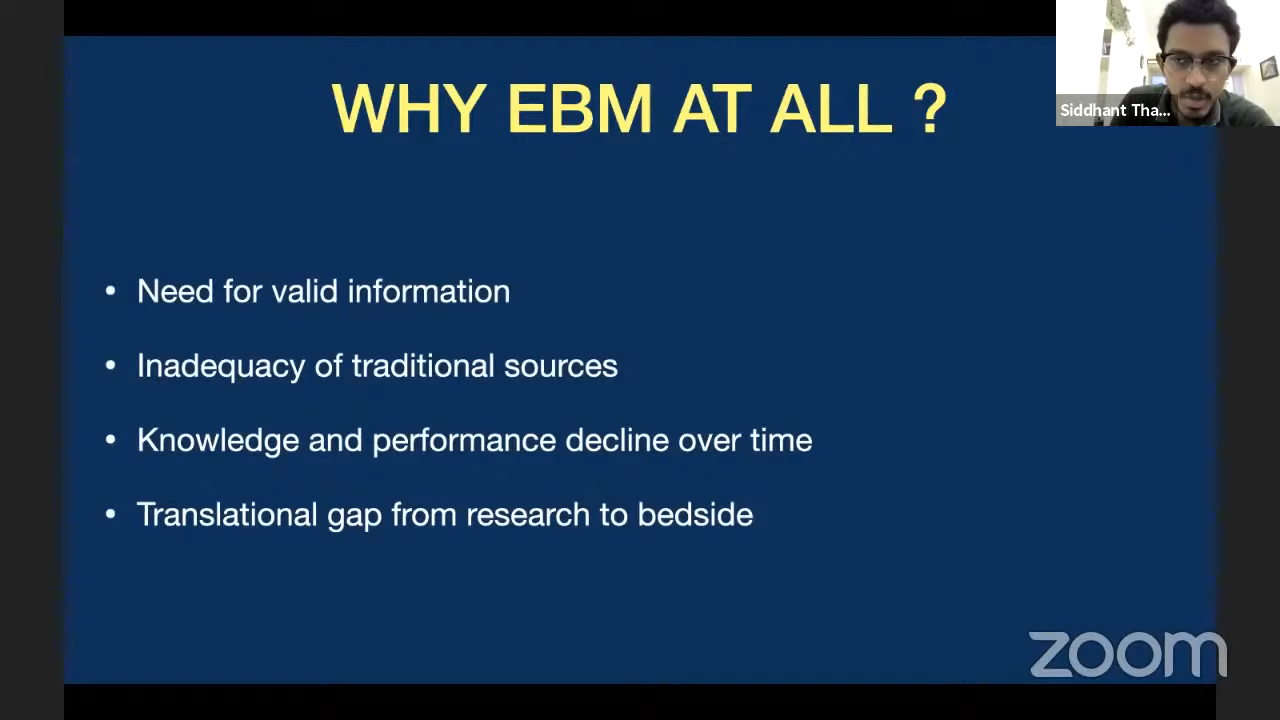 WHY EBM AT ALL ?
Siddhant Tha...
• Need for valid information
• Inadequacy of traditional sources
• Knowledge and performance decline over time
• Translational gap from research to bedside
zoom